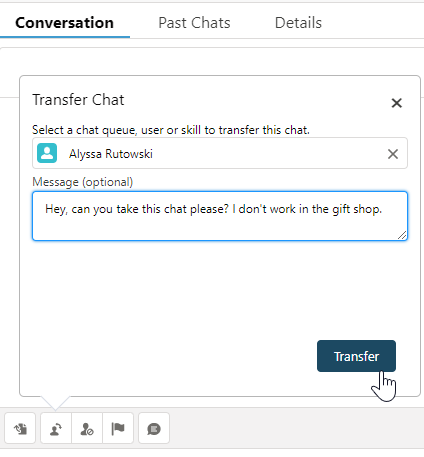 Conversation Past Chats Details
Transfer Chat
Select a chat queue, user or skill to transfer this chat.
Alyssa Rutowski
Message (optional)
Hey, can you take this chat please? I don't work in the gift shop.
Transfer